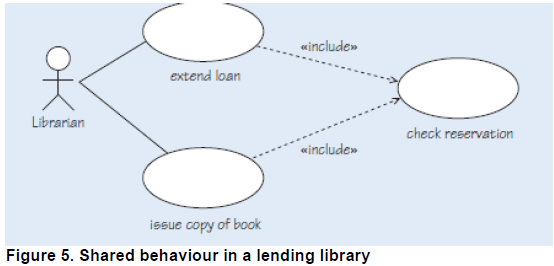 «include»
extend loan
Librarian
check reservation
«include»
issue copy of book
Figure 5. Shared behaviour in a lending library